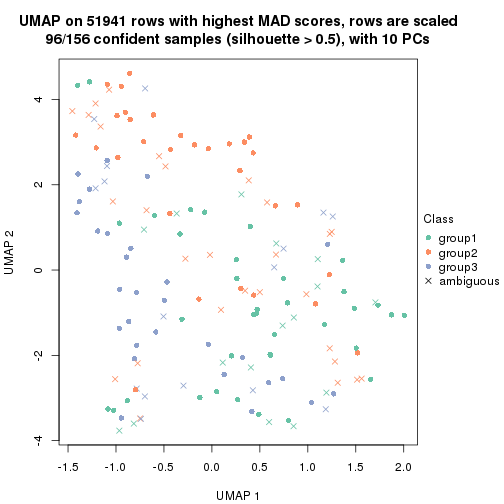 UMAP on 51941 rows with highest MAD scores, rows are scaled
96/156 confident samples (silhouette > 0.5), with 10 PCs
4
2
0
-2
-4
UMAP 2
-1.5 -1.0 -0.5 0.0 0.5 1.0 1.5 2.0
UMAP 1
Class
group1
group2
group3
ambiguous